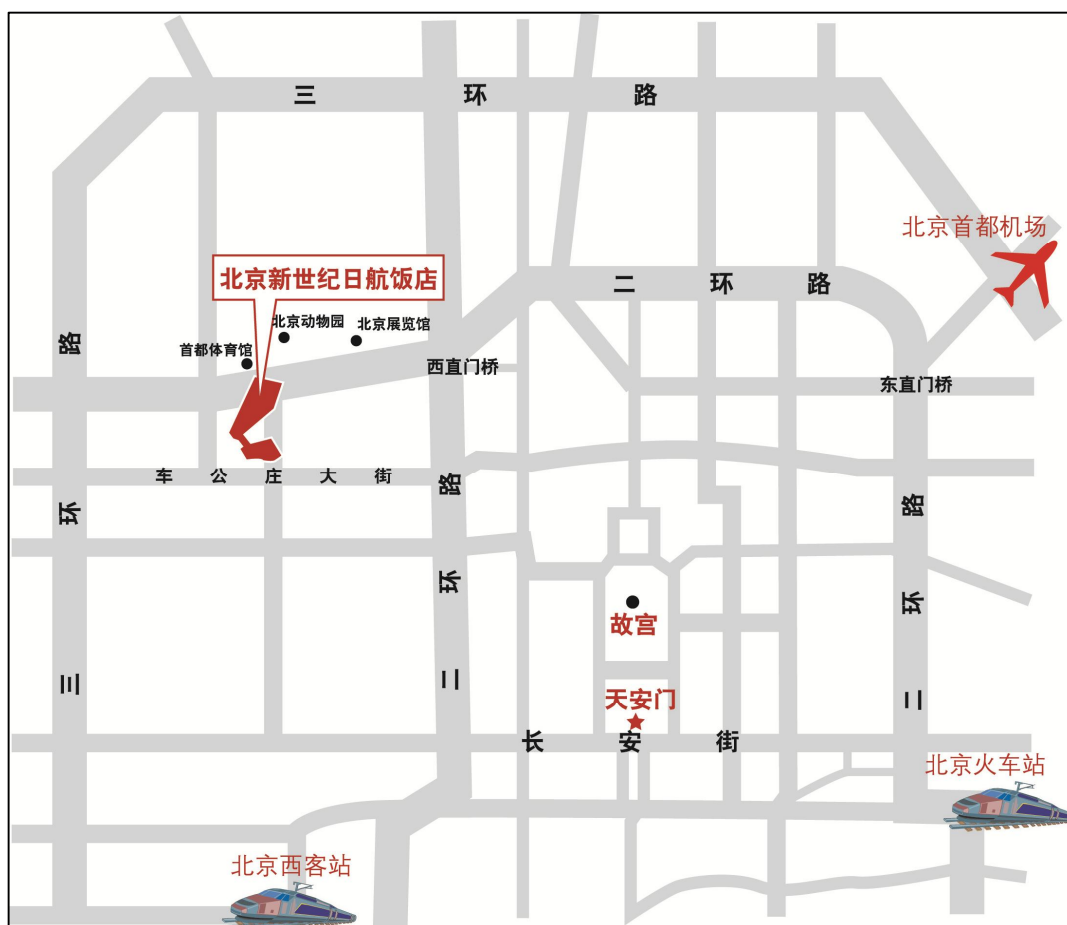 三环路
北京首都机场
北京新世纪日航饭店
二环路
北京动物园
北京展览馆
首都体育馆
三环路
西直门桥
东直门桥
车公庄大街
二环路
二环路
故宫
天安门
长安街
北京火车站
北京西客站